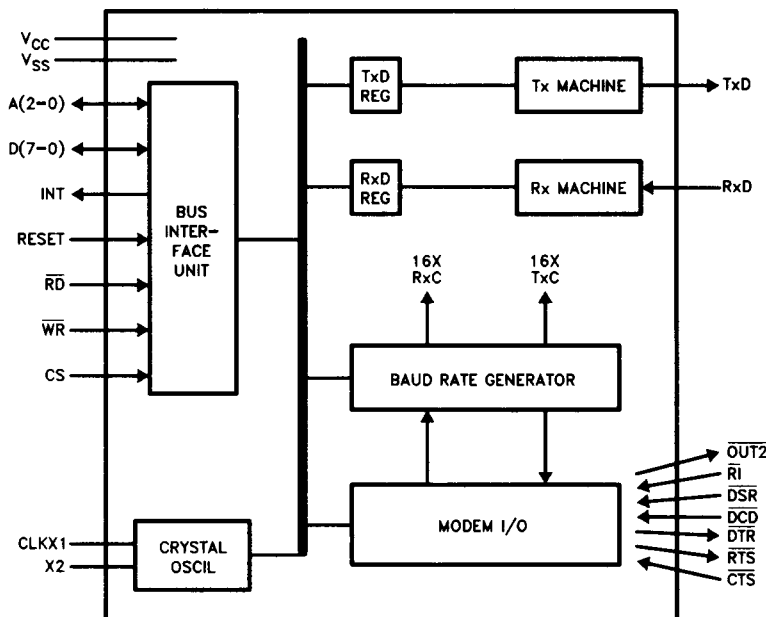 VCC
VSS
A(2-0)
D(7-0)
INT
RESET
RD
WR
CS
BUS
INTER-
FACE
UNIT
CLKX1
X2
CRYSTAL
OSCIL
TxD
REG
Tx MACHINE
TxD
RxD
REG
Rx MACHINE
RxD
16X
RxC
16X
TxC
BAUD RATE GENERATOR
MODEM I/O
OUT2
RI
DSR
DCD
DTR
RTS
CTS